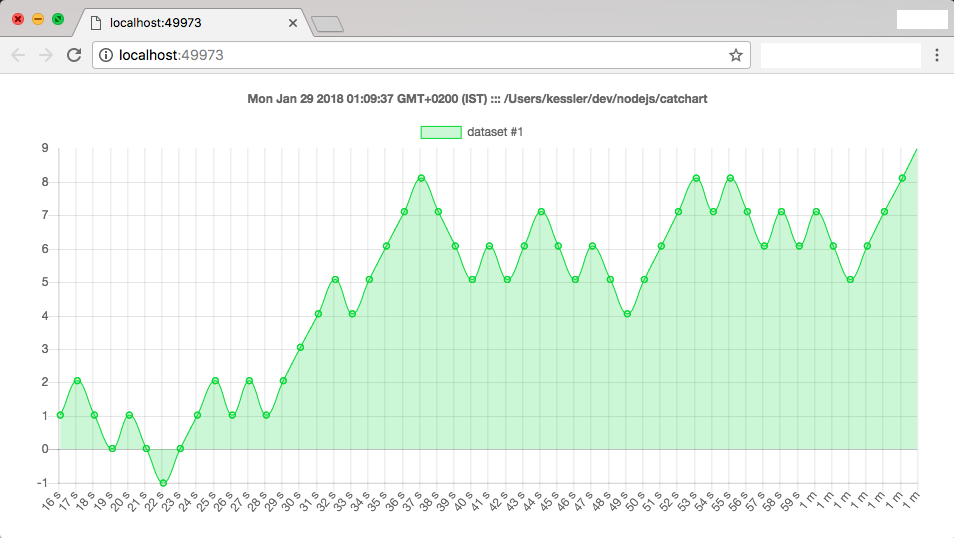 localhost:49973
localhost:49973
Mon Jan 29 2018 01:09:37 GMT+0200 (IST) ::: /Users/kessler/dev/nodejs/catchart
dataset #1
9
8
7
6
5
4
3
2
1
0
-1
16 s 17 s 18 s 19 s 20 s 21 s 22 s 23 s 24 s 25 s 26 s 27 s 28 s 29 s 30 s 31 s 32 s 33 s 34 s 35 s 36 s 37 s 38 s 39 s 40 s 41 s 42 s 43 s 44 s 45 s 46 s 47 s 48 s 49 s 50 s 51 s 52 s 53 s 54 s 55 s 56 s 57 s 58 s 59 s 1 m 1 m 1 m 1 m 1 m 1 m 1 m